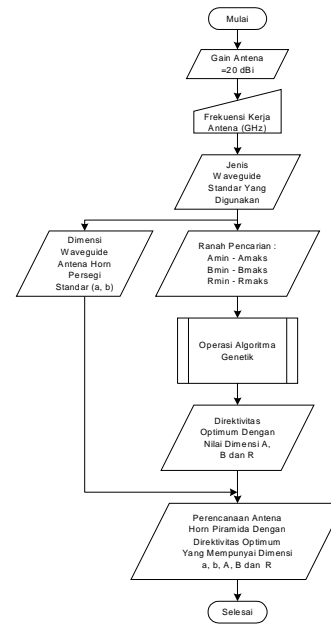 Mulai
Gain Antena
=20 dBi
Frekuensi Kerja
Antena (GHz)
Jenis
Waveguide
Standar Yang
Digunakan
Dimensi
Waveguide
Antena Horn
Persegi
Standar (a, b)
Ranah Pencarian :
Amin - Amaks
Bmin - Bmaks
Rmin - Rmaks
Operasi Algoritma
Genetik
Direktivitas
Optimum Dengan
Nilai Dimensi A,
B dan R
Perencanaan Antena
Horn Piramida Dengan
Direktivitas Optimum
Yang Mempunyai Dimensi
a, b, A, B dan R
Selesai